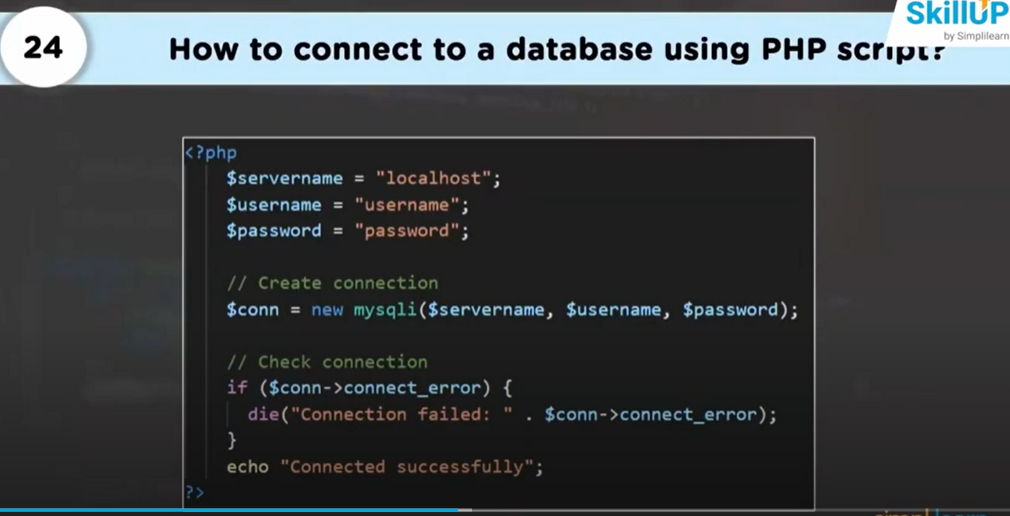 SkillUP
by Simplilearn
24
How to connect to a database using PHP script?
<?php
$servername = "localhost";
$username = "username";
$password = "password";
// Create connection
$conn = new mysqli($servername, $username, $password);
// Check connection
if ($conn->connect_error) {
die("Connection failed: " . $conn->connect_error);
}
echo "Connected successfully";
?>